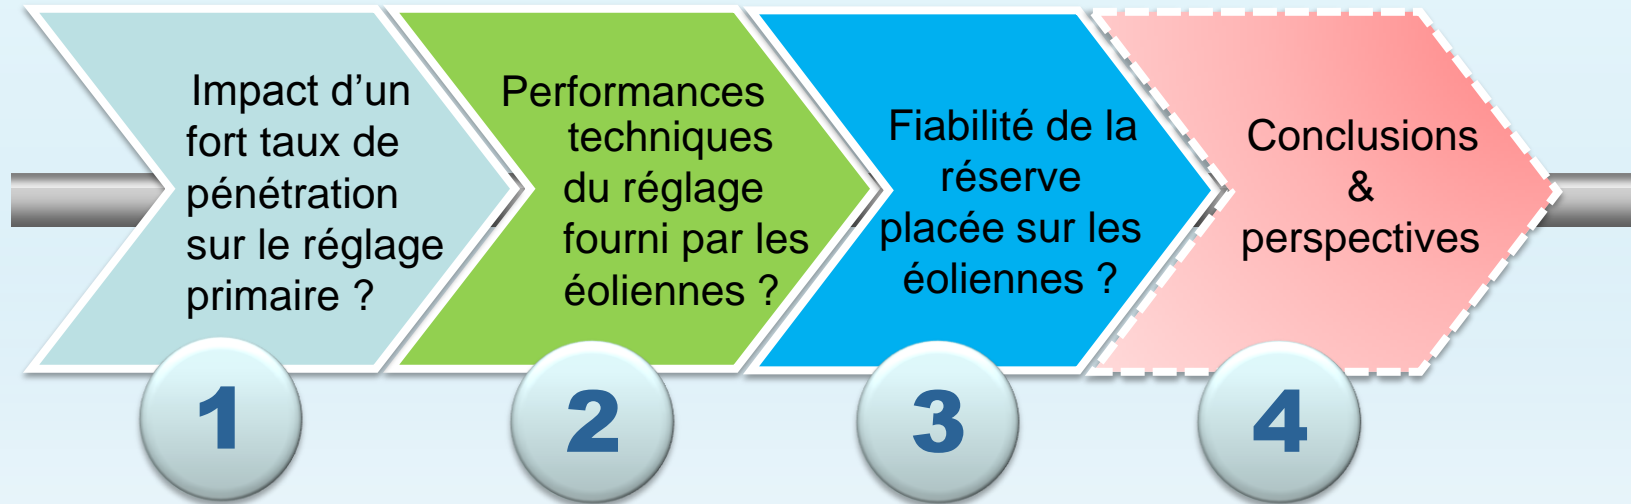 Impact d’un
fort taux de
pénétration
sur le réglage
primaire ?
Performances
techniques
du réglage
fourni par les
éoliennes ?
Fiabilité de la
réserve
placée sur les
éoliennes ?
Conclusions
&
perspectives
1
2
3
4